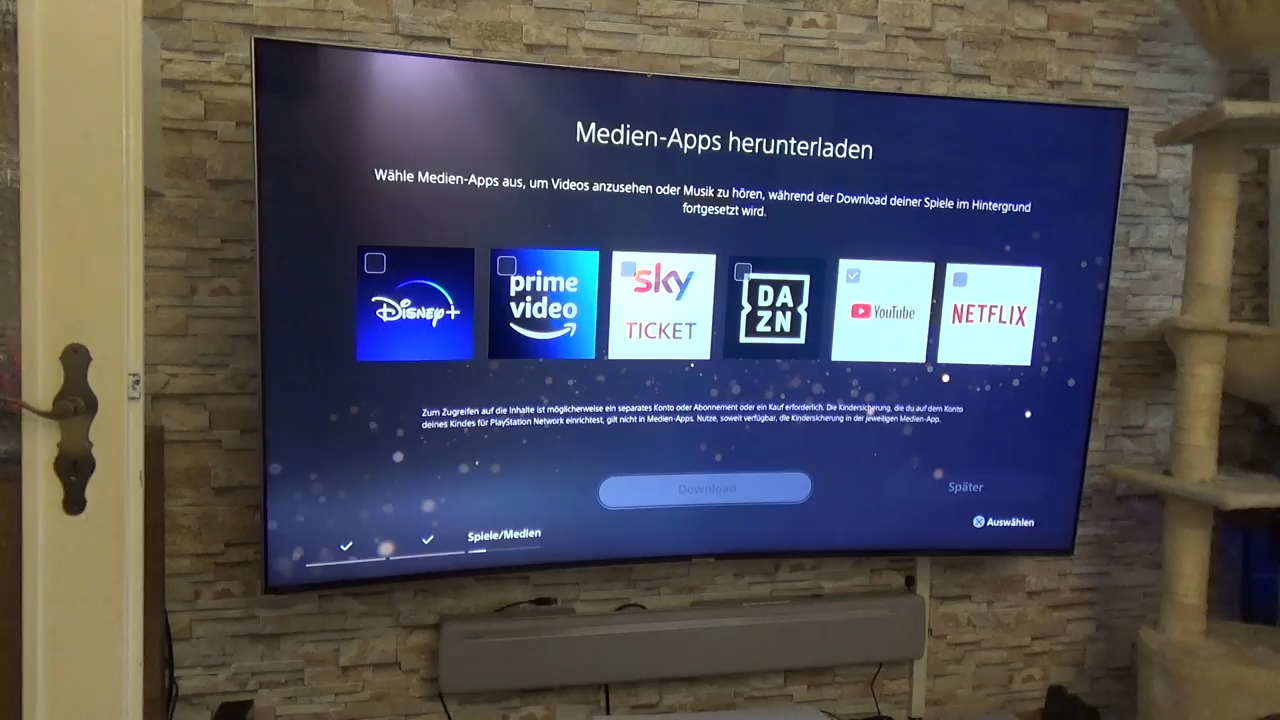 Medien-Apps herunterladen
Wähle Medien-Apps aus, um Videos anzusehen oder Musik zu hören, während der Download deiner Spiele im Hintergrund
fortgesetzt wird.
Disney+
prime video
sky TICKET
DAZN
YouTube
NETFLIX
Zum Zugreifen auf die Inhalte ist möglicherweise ein separates Konto oder Abonnement oder ein Kauf erforderlich. Die Kindersicherung, die du auf dem Konto
deines Kindes für PlayStation Network einrichtest, gilt nicht in Medien-Apps. Nutze, soweit verfügbar, die Kindersicherung in der jeweiligen Medien-App.
Download
Später
Auswählen
Spiele/Medien